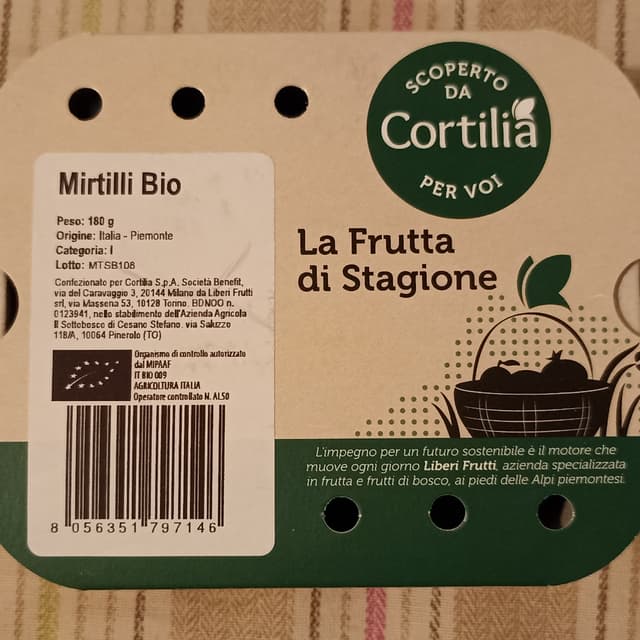 SCOPERTO
DA
Cortilia
PER VOI
Mirtilli Bio
Peso: 180 g
Origine: Italia - Piemonte
Categoria: I
Lotto: MTSB108
Confezionato per Cortilia S.p.A. Società Benefit,
via del Caravaggio 3, 20144 Milano da Liberi Frutti
srl, via Massena 53, 10128 Torino. BDNOO n.
0123941, nello stabilimento dell'Azienda Agricola
Il Settobosco di Cesano Stefano. via Saluzzo
118/A, 10064 Pinerolo (TO)
Organismo di controllo autorizzato
dal MIPAAF
IT BIO 009
AGRICOLTURA ITALIA
Operatore controllato N. AL50
8 056351 797146
La Frutta
di Stagione
L'impegno per un futuro sostenibile è il motore che
muove ogni giorno Liberi Frutti, azienda specializzata
in frutta e frutti di bosco, ai piedi delle Alpi piemontesi.